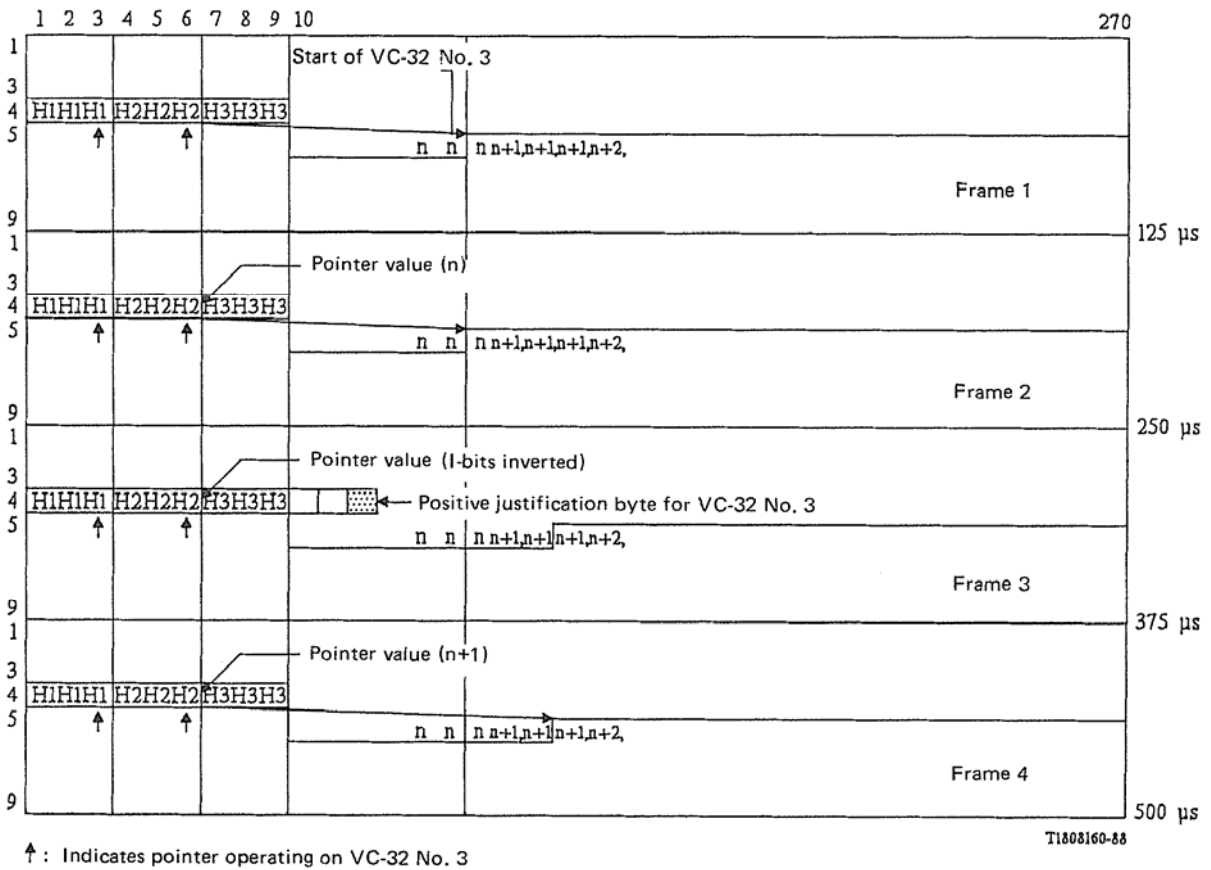 1 2 3 4 5 6 7 8 9 10 270
1
Start of VC-32 No. 3
3
4 H1H1H1 H2H2H2 H3H3H3
5
n n n n+1,n+1,n+1,n+2,
Frame 1
9
125 µs
1
Pointer value (n)
3
4 H1H1H1 H2H2H2 H3H3H3
5
n n n n+1,n+1,n+1,n+2,
Frame 2
9
250 µs
1
Pointer value (I-bits inverted)
3
4 H1H1H1 H2H2H2 H3H3H3 Positive justification byte for VC-32 No. 3
5
n n n n+1,n+1 n+1,n+2,
Frame 3
9
375 µs
1
Pointer value (n+1)
3
4 H1H1H1 H2H2H2 H3H3H3
5
n n n n+1,n+1 n+1,n+2,
Frame 4
9
500 µs
T1808160-88
↑ : Indicates pointer operating on VC-32 No. 3